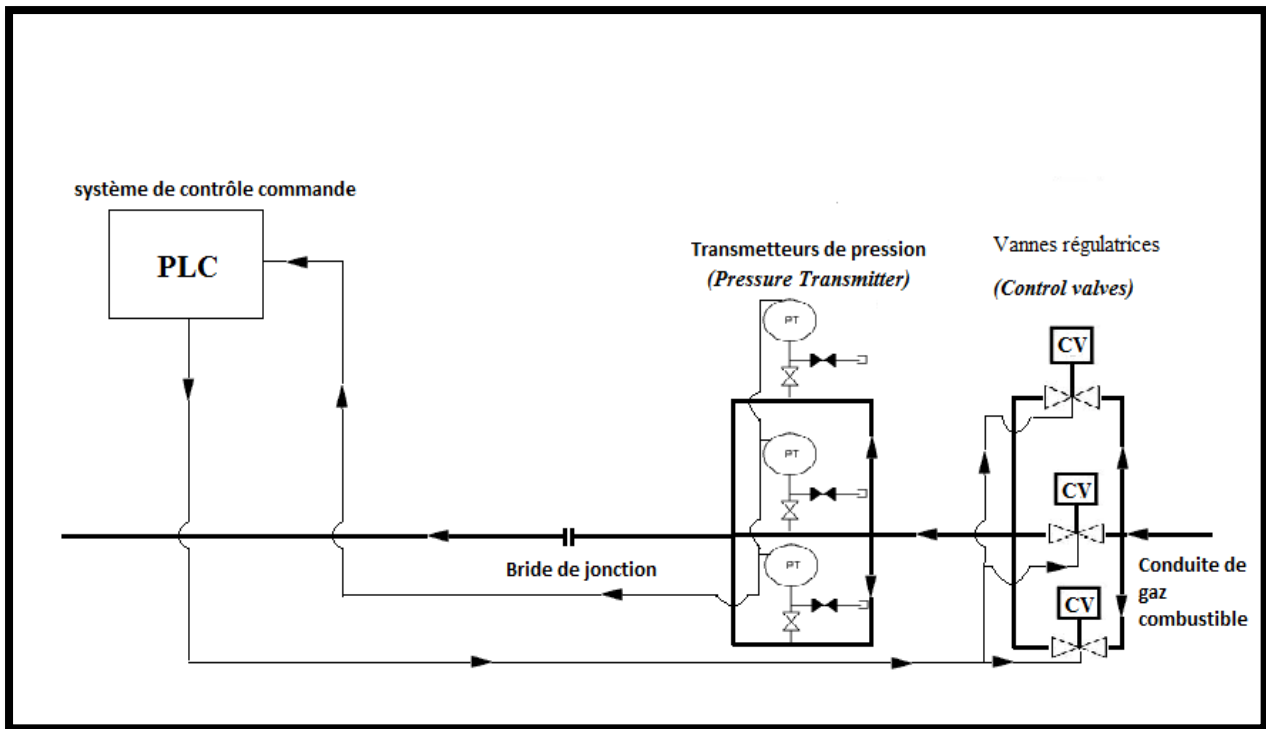 système de contrôle commande
PLC
Transmetteurs de pression
(Pressure Transmitter)
Vannes régulatrices
(Control valves)
PT
CV
PT
CV
PT
CV
Bride de jonction
Conduite de
gaz
combustible